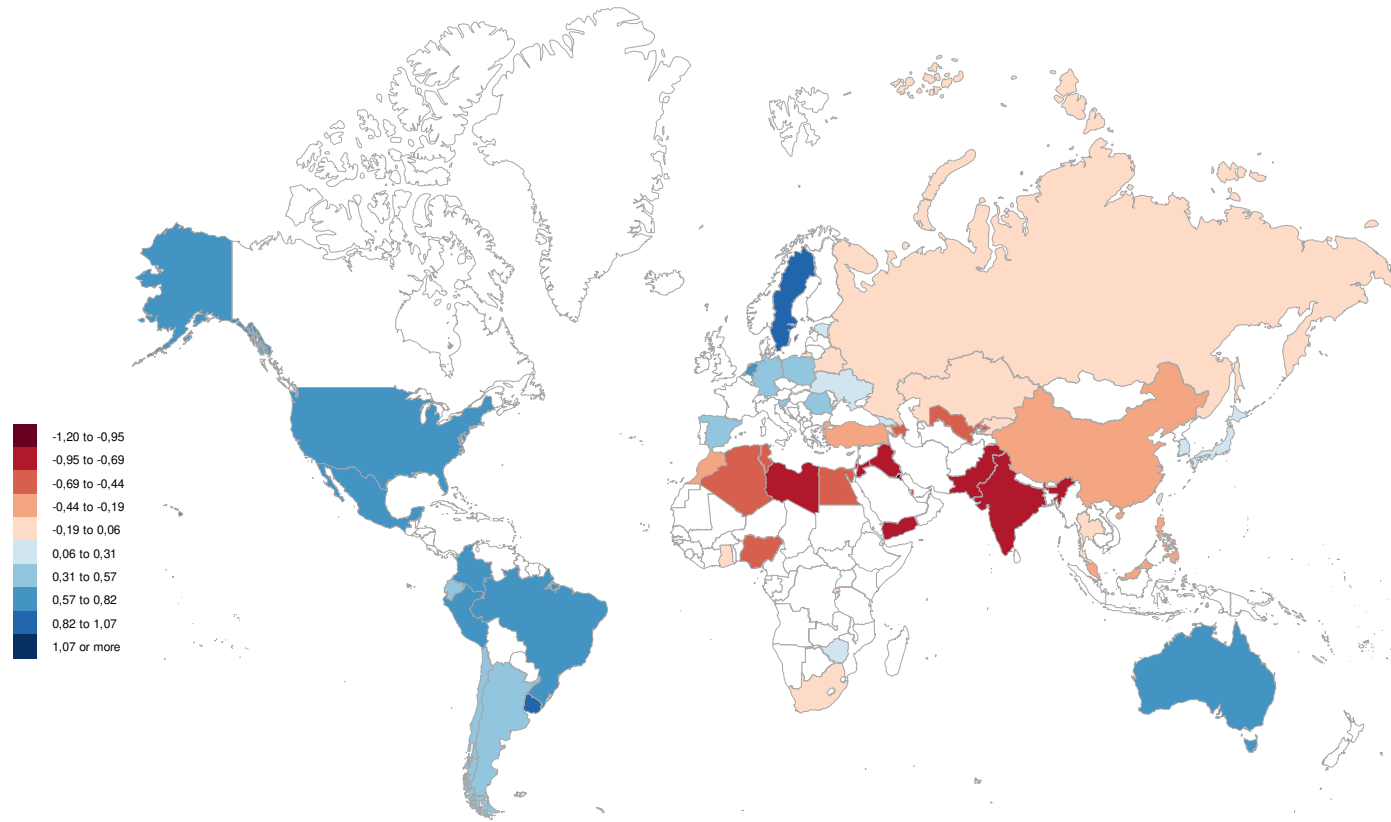 -1,20 to -0,95
-0,95 to -0,69
-0,69 to -0,44
-0,44 to -0,19
-0,19 to 0,06
0,06 to 0,31
0,31 to 0,57
0,57 to 0,82
0,82 to 1,07
1,07 or more